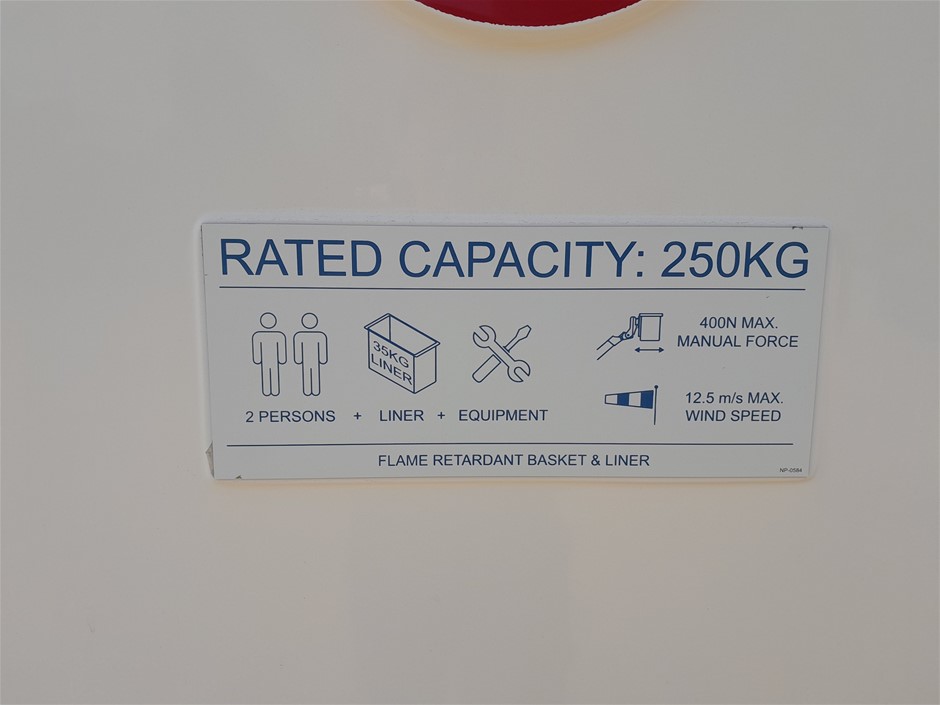 RATED CAPACITY: 250KG
35KG
LINER
2 PERSONS + LINER + EQUIPMENT
400N MAX.
MANUAL FORCE
12.5 m/s MAX.
WIND SPEED
FLAME RETARDANT BASKET & LINER
NP-0584